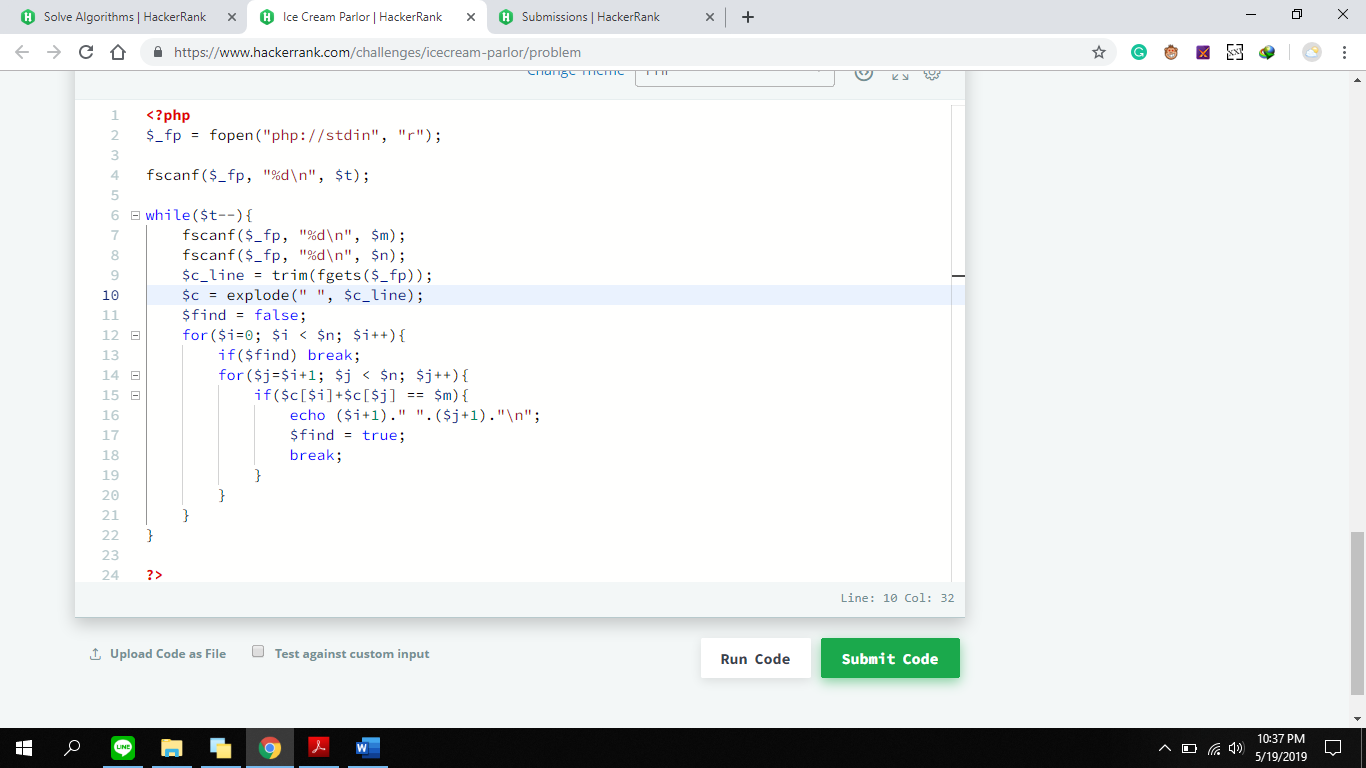 Solve Algorithms | HackerRank
Ice Cream Parlor | HackerRank
Submissions | HackerRank
https://www.hackerrank.com/challenges/icecream-parlor/problem
Change Theme
1 <?php
2 $_fp = fopen("php://stdin", "r");
3
4 fscanf($_fp, "%d\n", $t);
5
6 while($t--){
7 fscanf($_fp, "%d\n", $m);
8 fscanf($_fp, "%d\n", $n);
9 $c_line = trim(fgets($_fp));
10 $c = explode(" ", $c_line);
11 $find = false;
12 for($i=0; $i < $n; $i++){
13 if($find) break;
14 for($j=$i+1; $j < $n; $j++){
15 if($c[$i]+$c[$j] == $m){
16 echo ($i+1)." ".($j+1)."\n";
17 $find = true;
18 break;
19 }
20 }
21 }
22 }
23
24 ?>
Line: 10 Col: 32
Upload Code as File
Test against custom input
Run Code
Submit Code
LINE
10:37 PM
5/19/2019